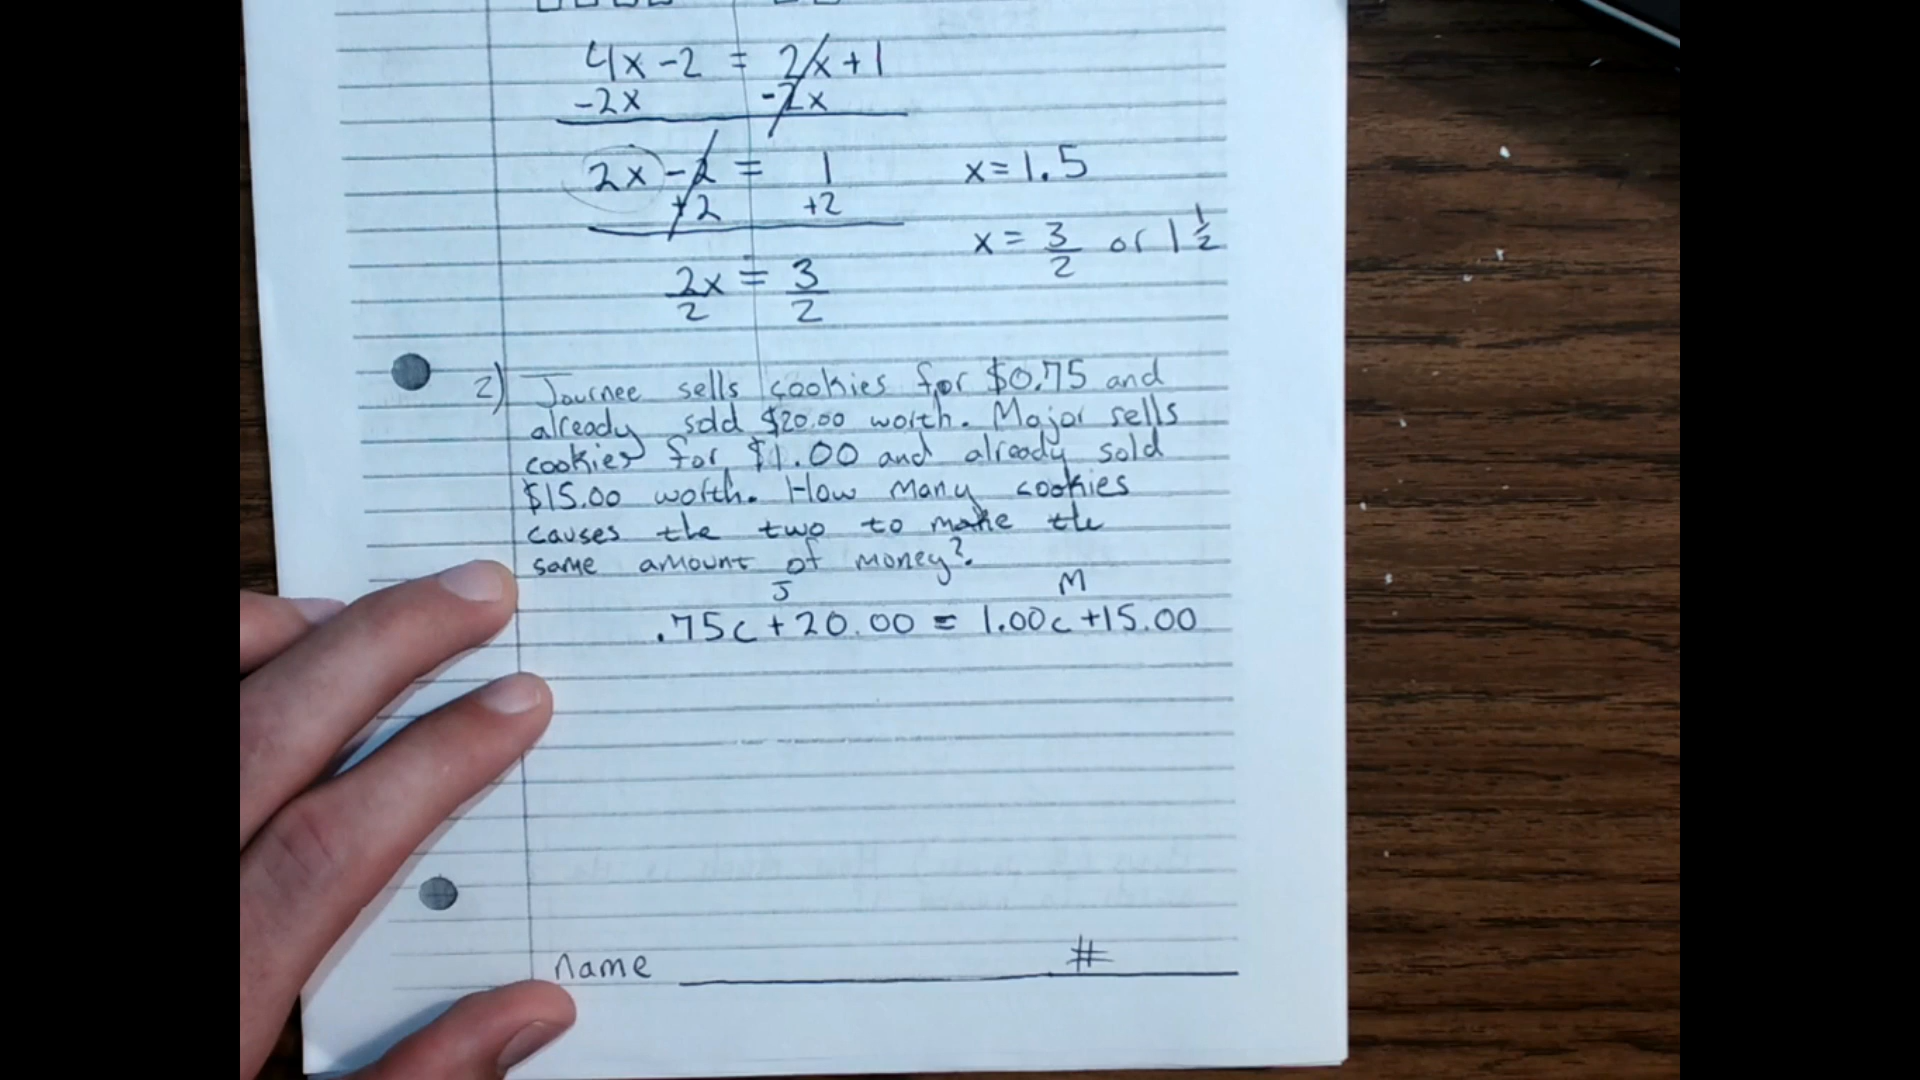 4x-2 = 2x+1
-2x -2x
2x-2 = 1 x=1.5
+2 +2
x= 3/2 or 1 1/2
2x/2 = 3/2
2) Journee sells cookies for $0.75 and
already sold $20.00 worth. Major sells
cookies for $1.00 and already sold
$15.00 worth. How many cookies
causes the two to make the
same amount of money?
J M
.75c+20.00 = 1.00c+15.00
name #